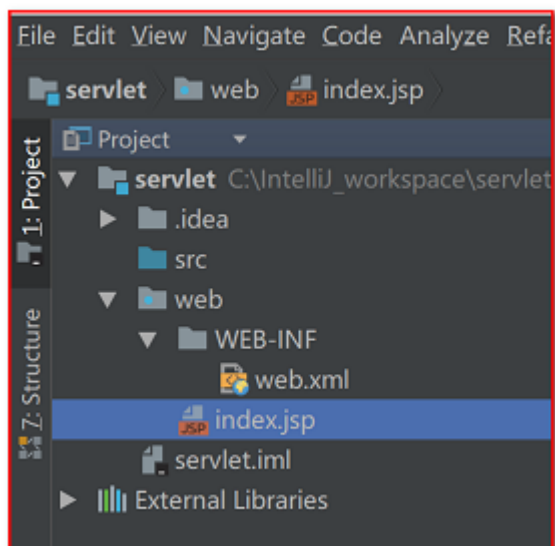 File Edit View Navigate Code Analyze Refa
servlet web index.jsp
Project
1: Project
servlet C:\IntelliJ_workspace\servlet
.idea
src
web
WEB-INF
web.xml
index.jsp
servlet.iml
External Libraries
7: Structure